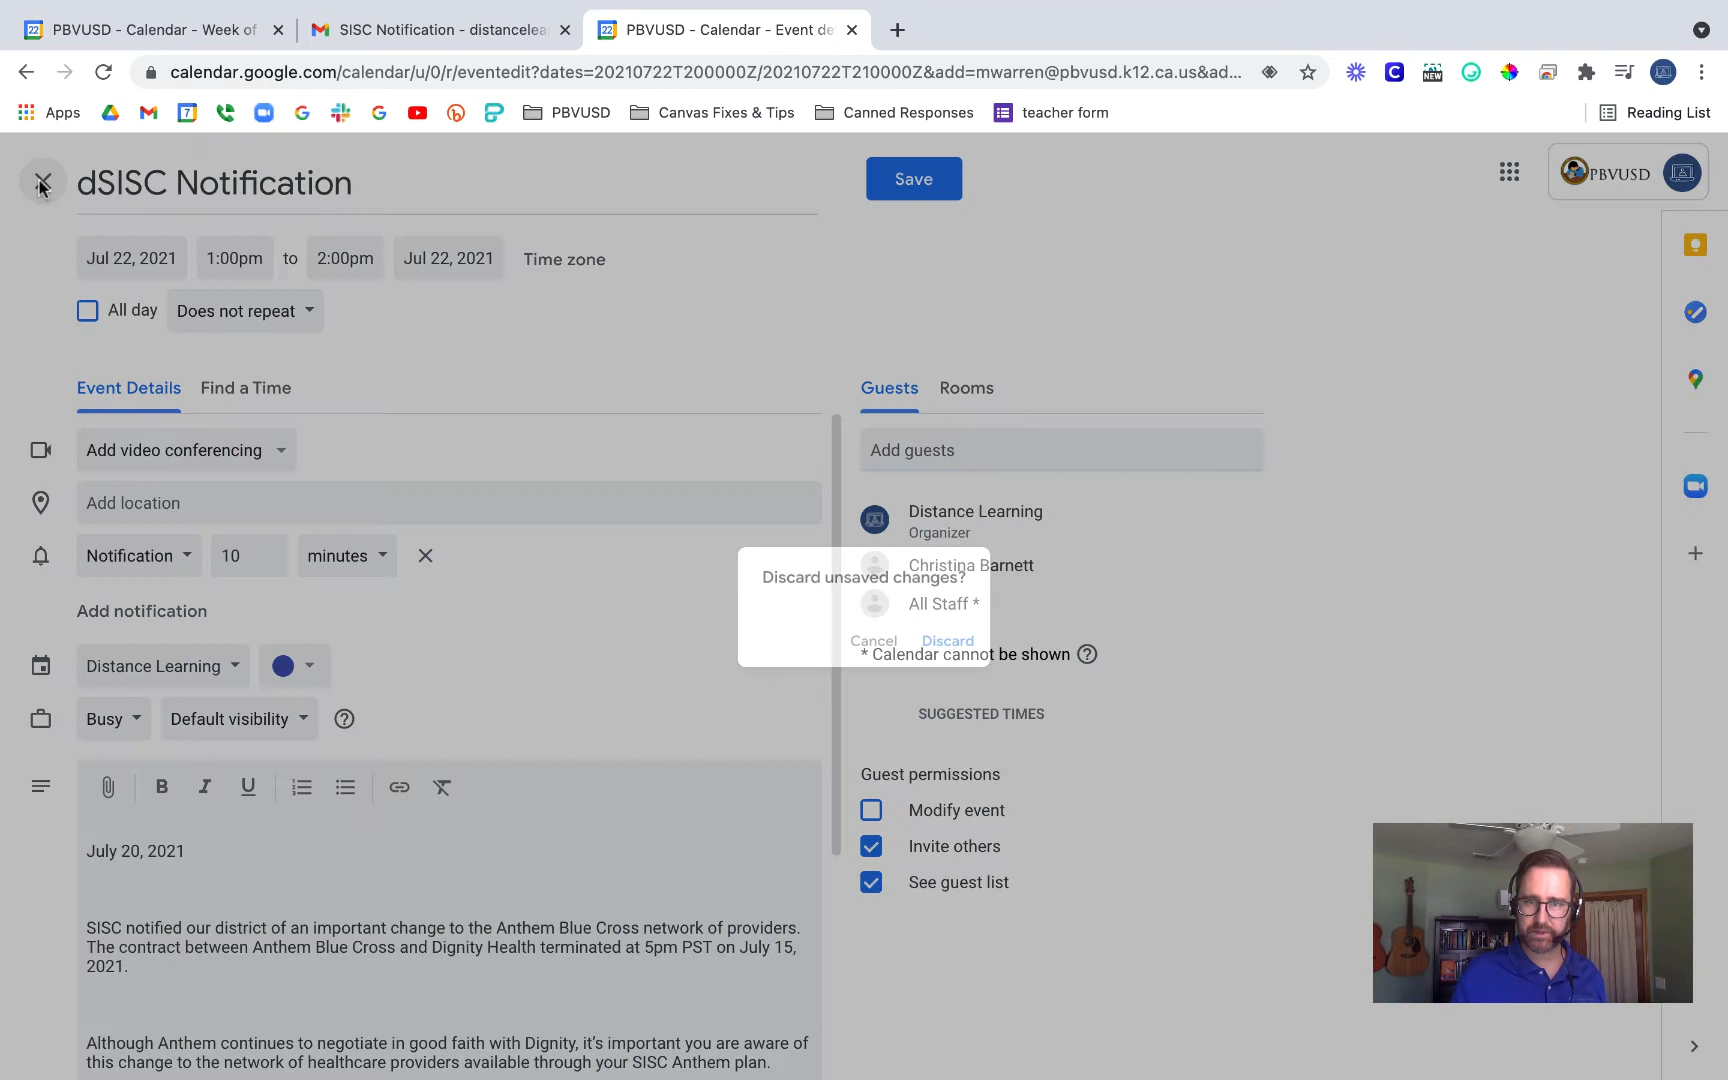 PBVUSD - Calendar - Week of
SISC Notification - distancelea
PBVUSD - Calendar - Event de
calendar.google.com/calendar/u/0/r/eventedit?dates=20210722T200000Z/20210722T210000Z&add=mwarren@pbvusd.k12.ca.us&ad...
NEW
Apps
PBVUSD
Canvas Fixes & Tips
Canned Responses
teacher form
Reading List
dSISC Notification
Save
PBVUSD
Jul 22, 2021 1:00pm to 2:00pm Jul 22, 2021 Time zone
All day Does not repeat
Event Details Find a Time
Guests Rooms
Add video conferencing
Add guests
Add location
Distance Learning
Organizer
Notification 10 minutes
Christina Barnett
Discard unsaved changes?
All Staff *
Add notification
Cancel Discard
* Calendar cannot be shown
Distance Learning
Busy Default visibility
SUGGESTED TIMES
Guest permissions
Modify event
Invite others
See guest list
B I U
July 20, 2021
SISC notified our district of an important change to the Anthem Blue Cross network of providers.
The contract between Anthem Blue Cross and Dignity Health terminated at 5pm PST on July 15,
2021.
Although Anthem continues to negotiate in good faith with Dignity, it's important you are aware of
this change to the network of healthcare providers available through your SISC Anthem plan.